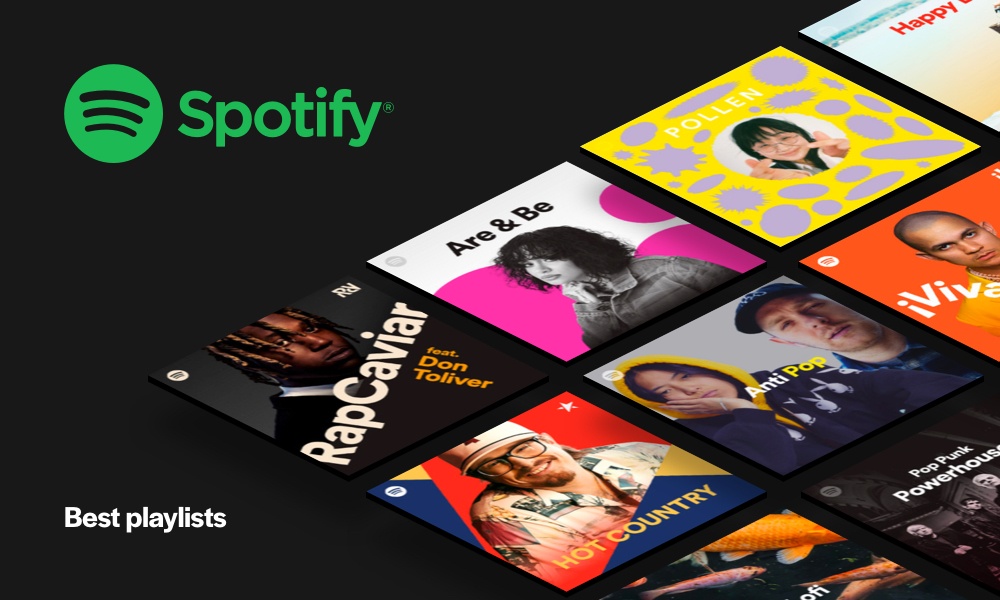 Spotify®
Happy
POLLEN
Are & Be
¡Viva
RapCaviar
feat.
Don
Toliver
Anti Pop
Pop Punk
Powerhouse
HOT COUNTRY
Best playlists